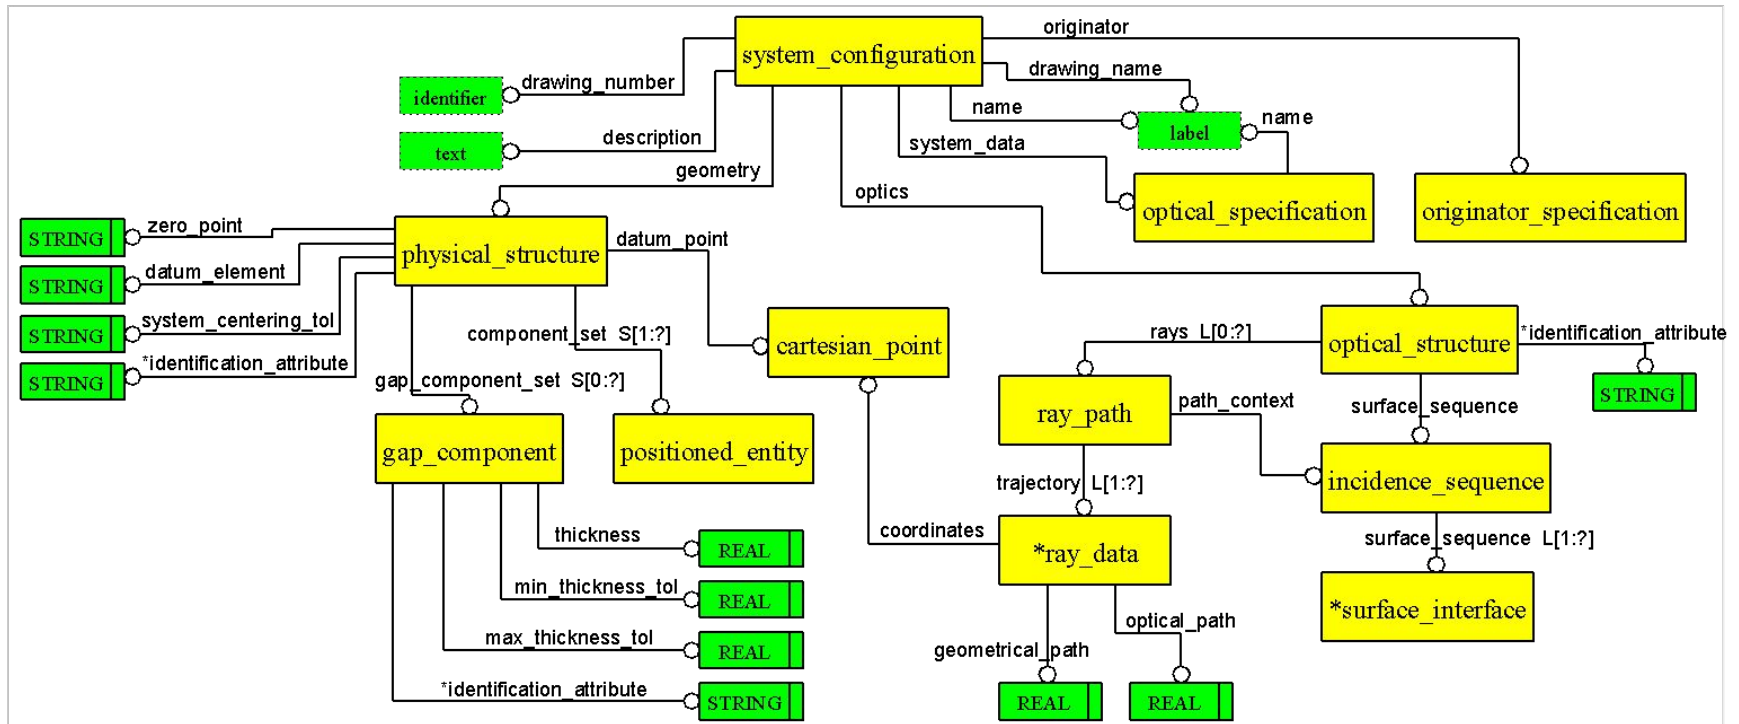 originator
system_configuration
drawing_name
drawing_number
identifier
name
label
name
description
text
system_data
geometry
optics
optical_specification
originator_specification
zero_point
STRING
physical_structure
datum_point
datum_element
STRING
system_centering_tol
STRING
component_set S[1:?]
cartesian_point
rays L[0:?]
optical_structure
*identification_attribute
*identification_attribute
STRING
gap_component_set S[0:?]
STRING
ray_path
path_context
surface_sequence
gap_component
positioned_entity
incidence_sequence
trajectory L[1:?]
thickness
REAL
coordinates
*ray_data
surface_sequence L[1:?]
min_thickness_tol
REAL
*surface_interface
max_thickness_tol
REAL
geometrical_path
optical_path
*identification_attribute
STRING
REAL
REAL